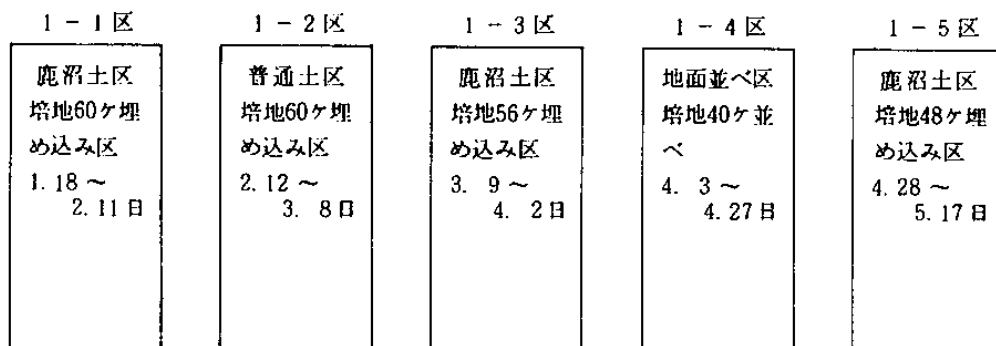 1－1区
鹿沼土区
培地60ケ埋
め込み区
1.18～
2.11日
1－2区
普通土区
培地60ケ埋
め込み区
2.12～
3. 8日
1－3区
鹿沼土区
培地56ケ埋
め込み区
3. 9～
4. 2日
1－4区
地面並べ区
培地40ケ並
べ
4. 3～
4.27日
1－5区
鹿沼土区
培地48ケ埋
め込み区
4.28～
5.17日